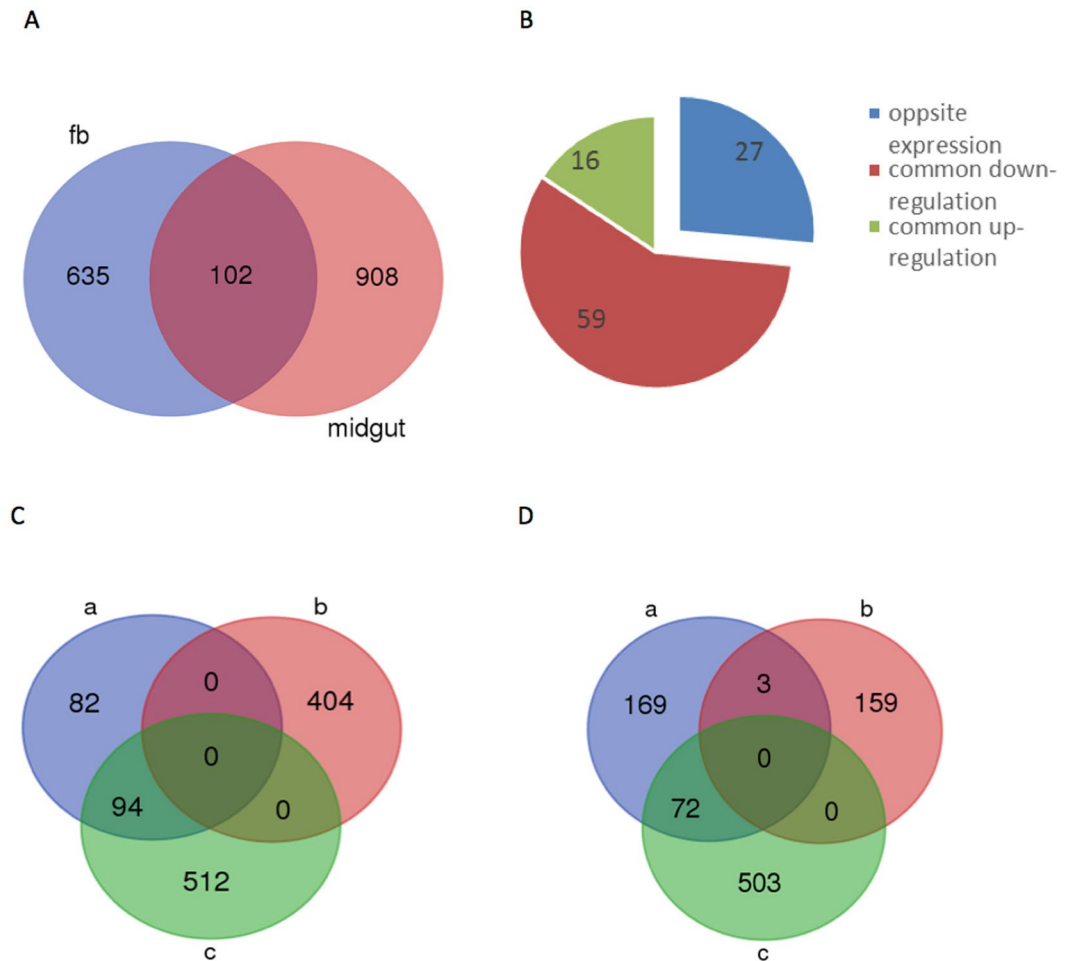 A
B
fb
635
102
908
midgut
27
16
59
oppsite
expression
common down-
regulation
common up-
regulation
C
D
a
b
82
0
404
0
94
0
512
c
a
b
169
3
159
0
72
0
503
c